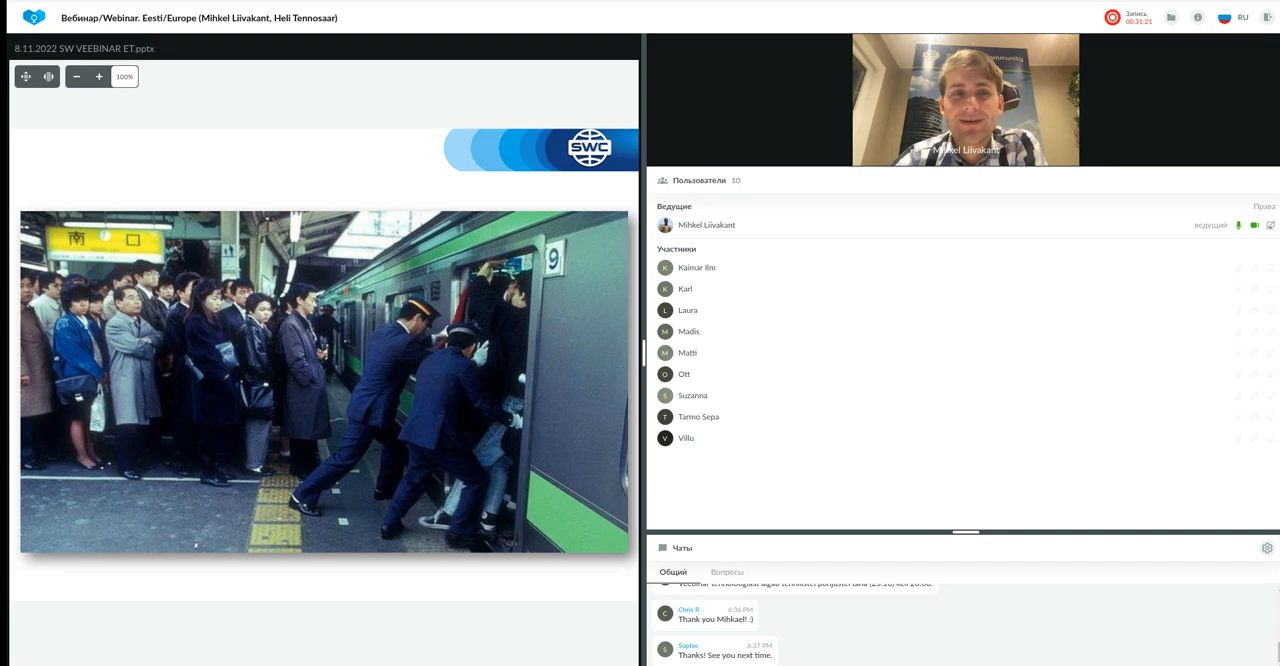 Вебинар/Webinar. Eesti/Europe (Mihkel Liivakant, Heli Tennosaar)
Запись
00:31:21
RU
8.11.2022 SW VEEBINAR ET.pptx
100%
SWC
南 口
9
Mihkel Liivakant
Пользователи 10
Ведущие
Права
Mihkel Liivakant
ведущий
Участники
K Kaimar Ilm
K Karl
L Laura
M Madis
M Matti
O Ott
S Suzanna
T Tarmo Sepa
V Villu
Чаты
Общий
Вопросы
C
Chris P. 6:36 PM
Thank you Mihkael! :)
S
Sophie 6:37 PM
Thanks! See you next time.